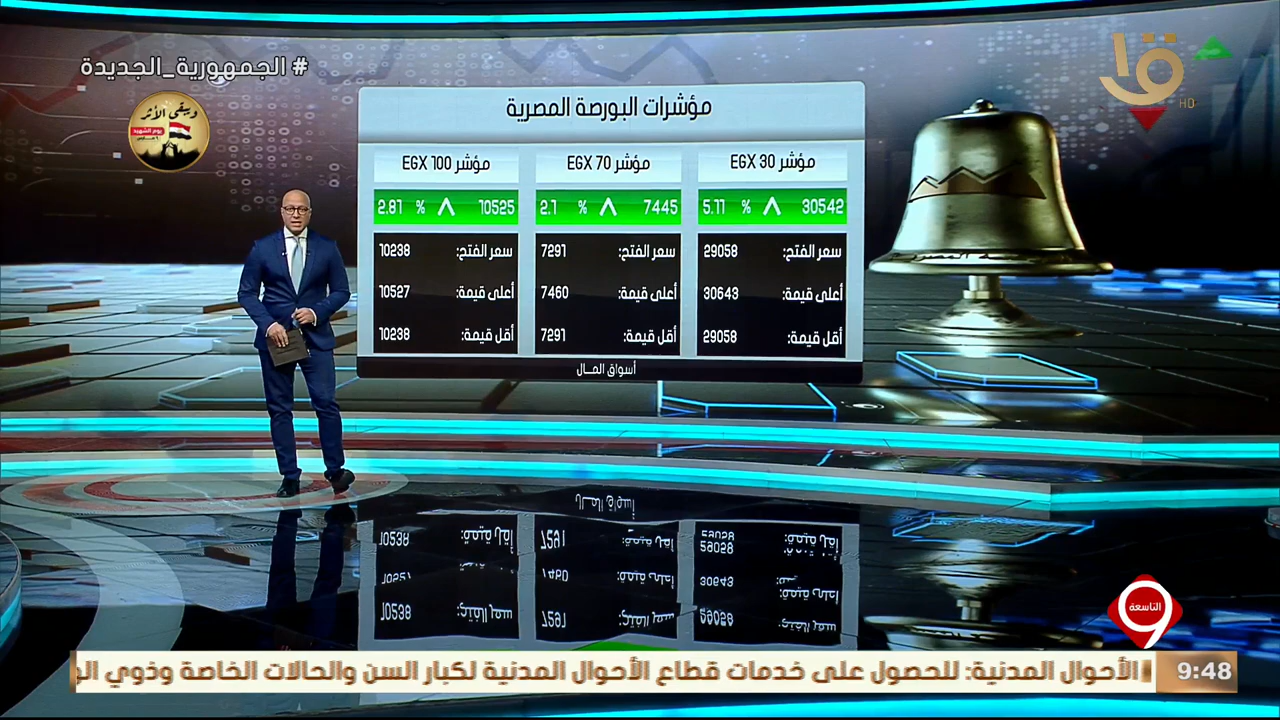 #الجمهورية_الجديدة
ويبقى الأثر
يوم الشهيد
HD
مؤشرات البورصة المصرية
مؤشر EGX 30
30542 % 5.11
سعر الفتح: 29058
أعلى قيمة: 30643
أقل قيمة: 29058
مؤشر EGX 70
7445 % 2.1
سعر الفتح: 7291
أعلى قيمة: 7460
أقل قيمة: 7291
مؤشر EGX 100
10525 % 2.81
سعر الفتح: 10238
أعلى قيمة: 10527
أقل قيمة: 10238
أسواق المـال
التاسعة
9
9:48
الأحوال المدنية: للحصول على خدمات قطاع الأحوال المدنية لكبار السن والحالات الخاصة وذوي